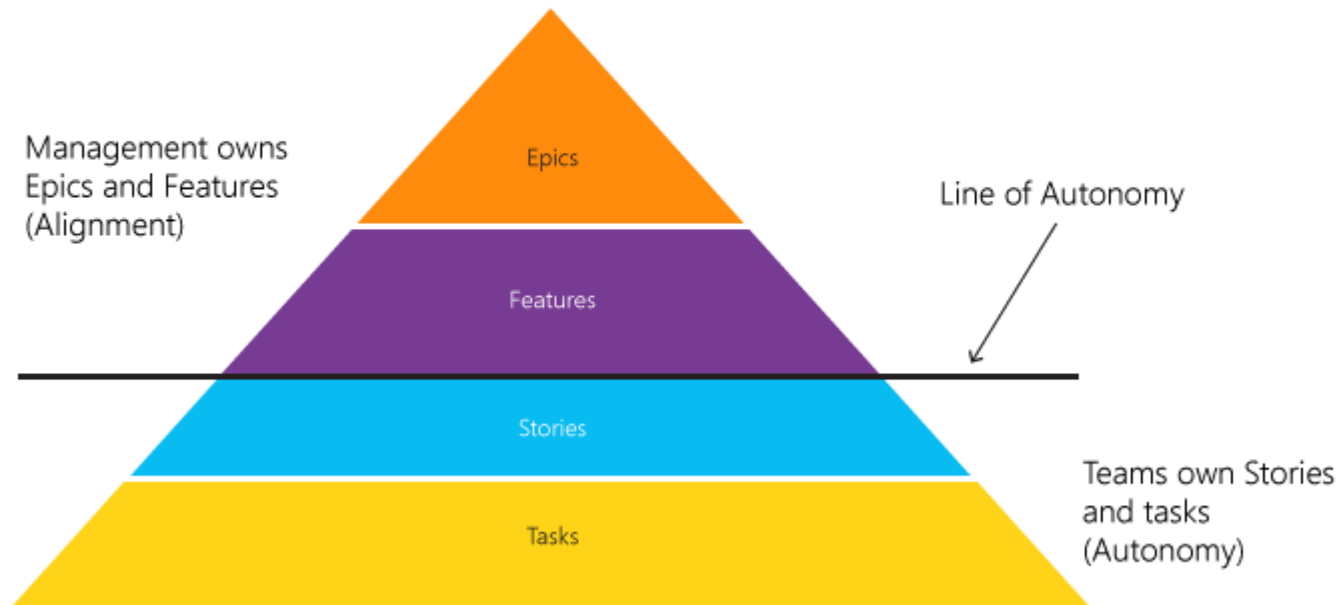 Epics
Management owns
Epics and Features
(Alignment)
Line of Autonomy
Features
Stories
Teams own Stories
and tasks
(Autonomy)
Tasks